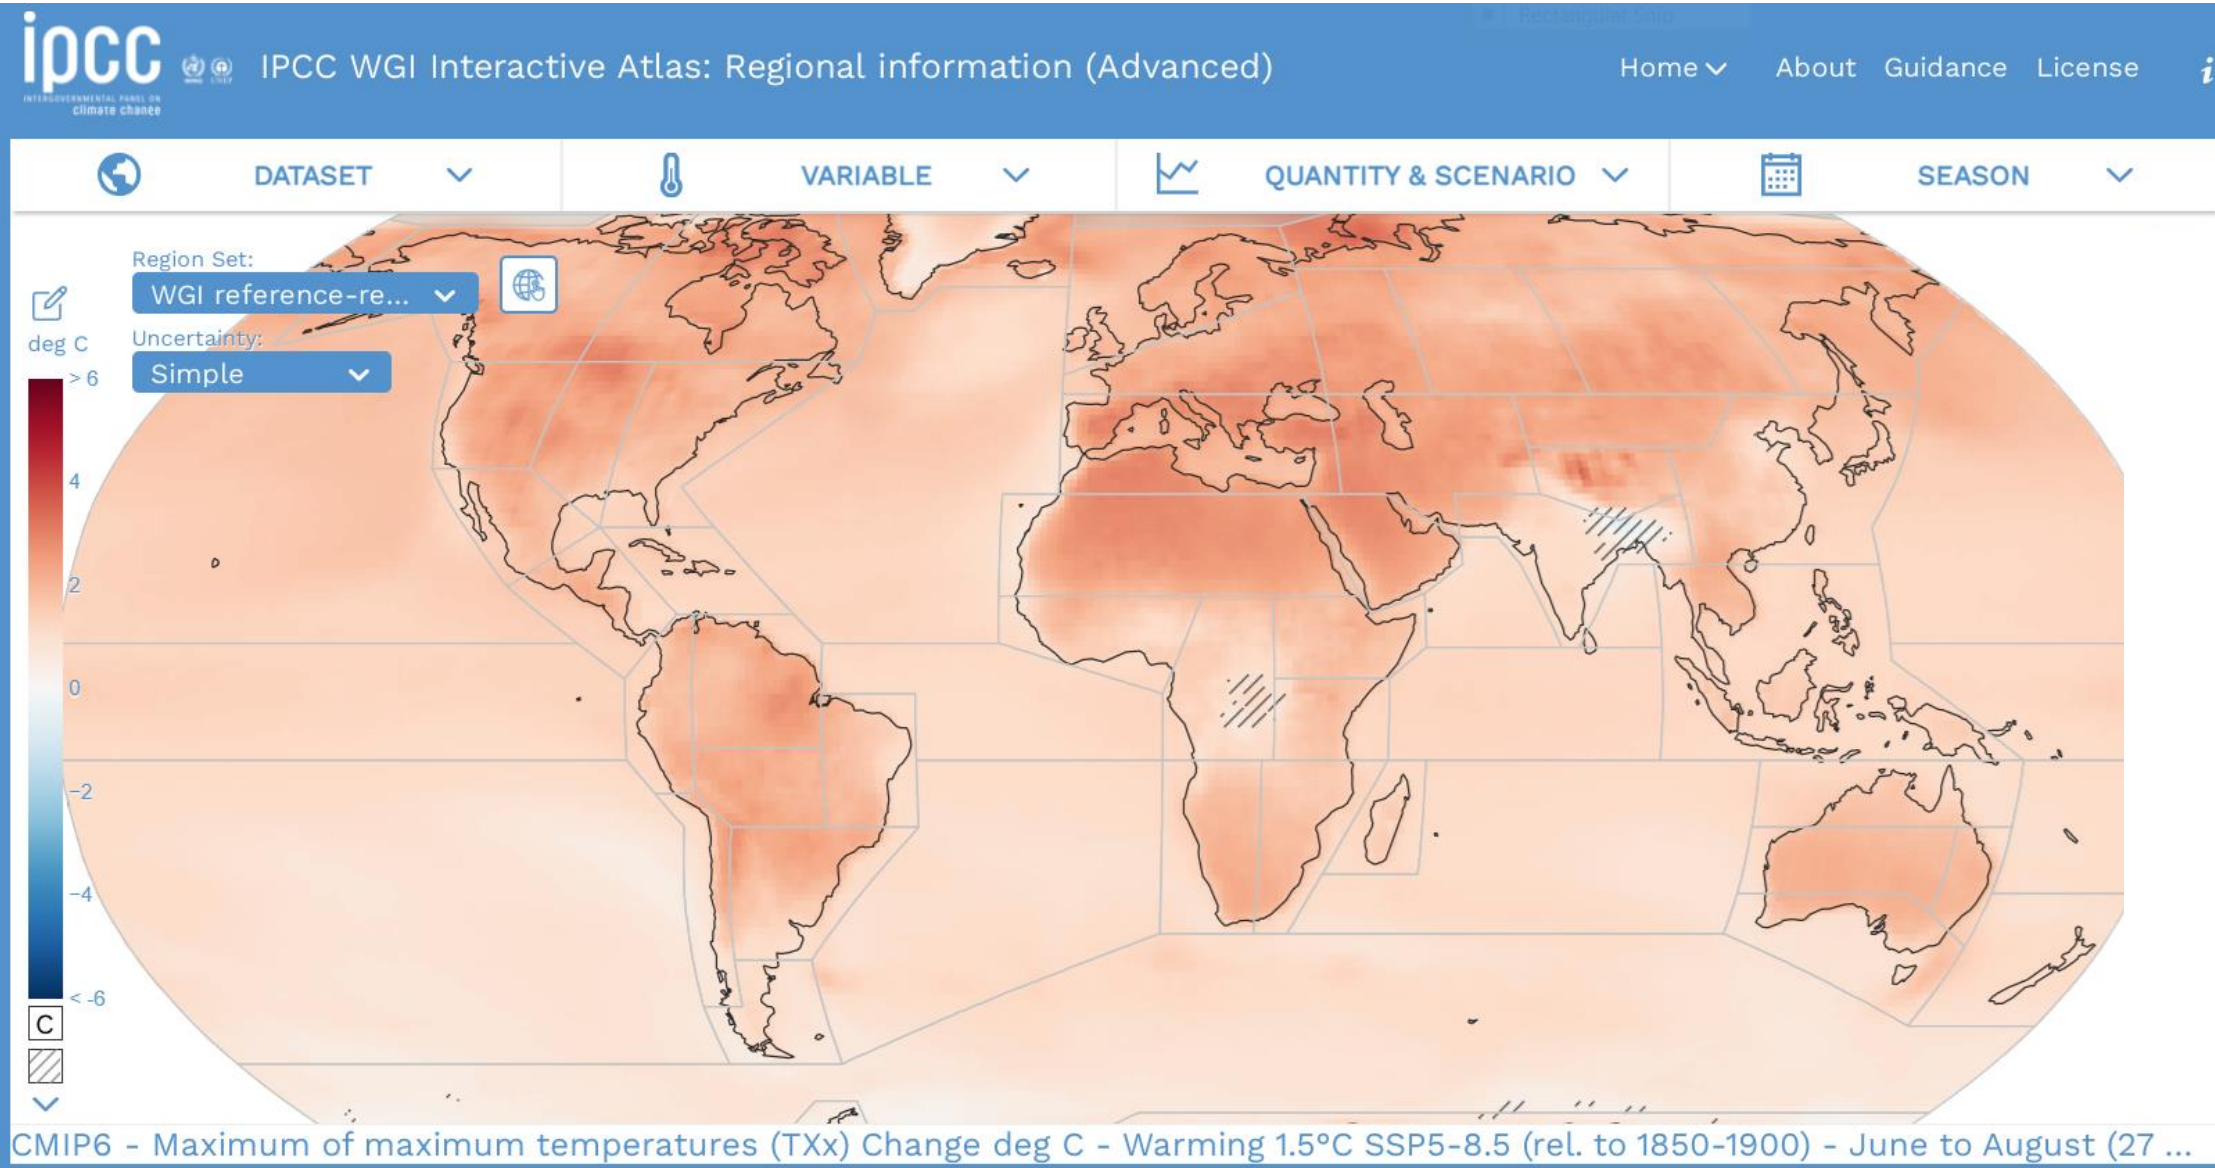 Rectangular Snip
ipcc
INTERGOVERNMENTAL PANEL ON
climate change
IPCC WGI Interactive Atlas: Regional information (Advanced)
Home
About
Guidance
License
i
DATASET
VARIABLE
QUANTITY & SCENARIO
SEASON
Region Set:
WGI reference-re...
Uncertainty:
Simple
deg C
> 6
4
2
0
−2
−4
< -6
C
CMIP6 - Maximum of maximum temperatures (TXx) Change deg C - Warming 1.5°C SSP5-8.5 (rel. to 1850-1900) - June to August (27 ...